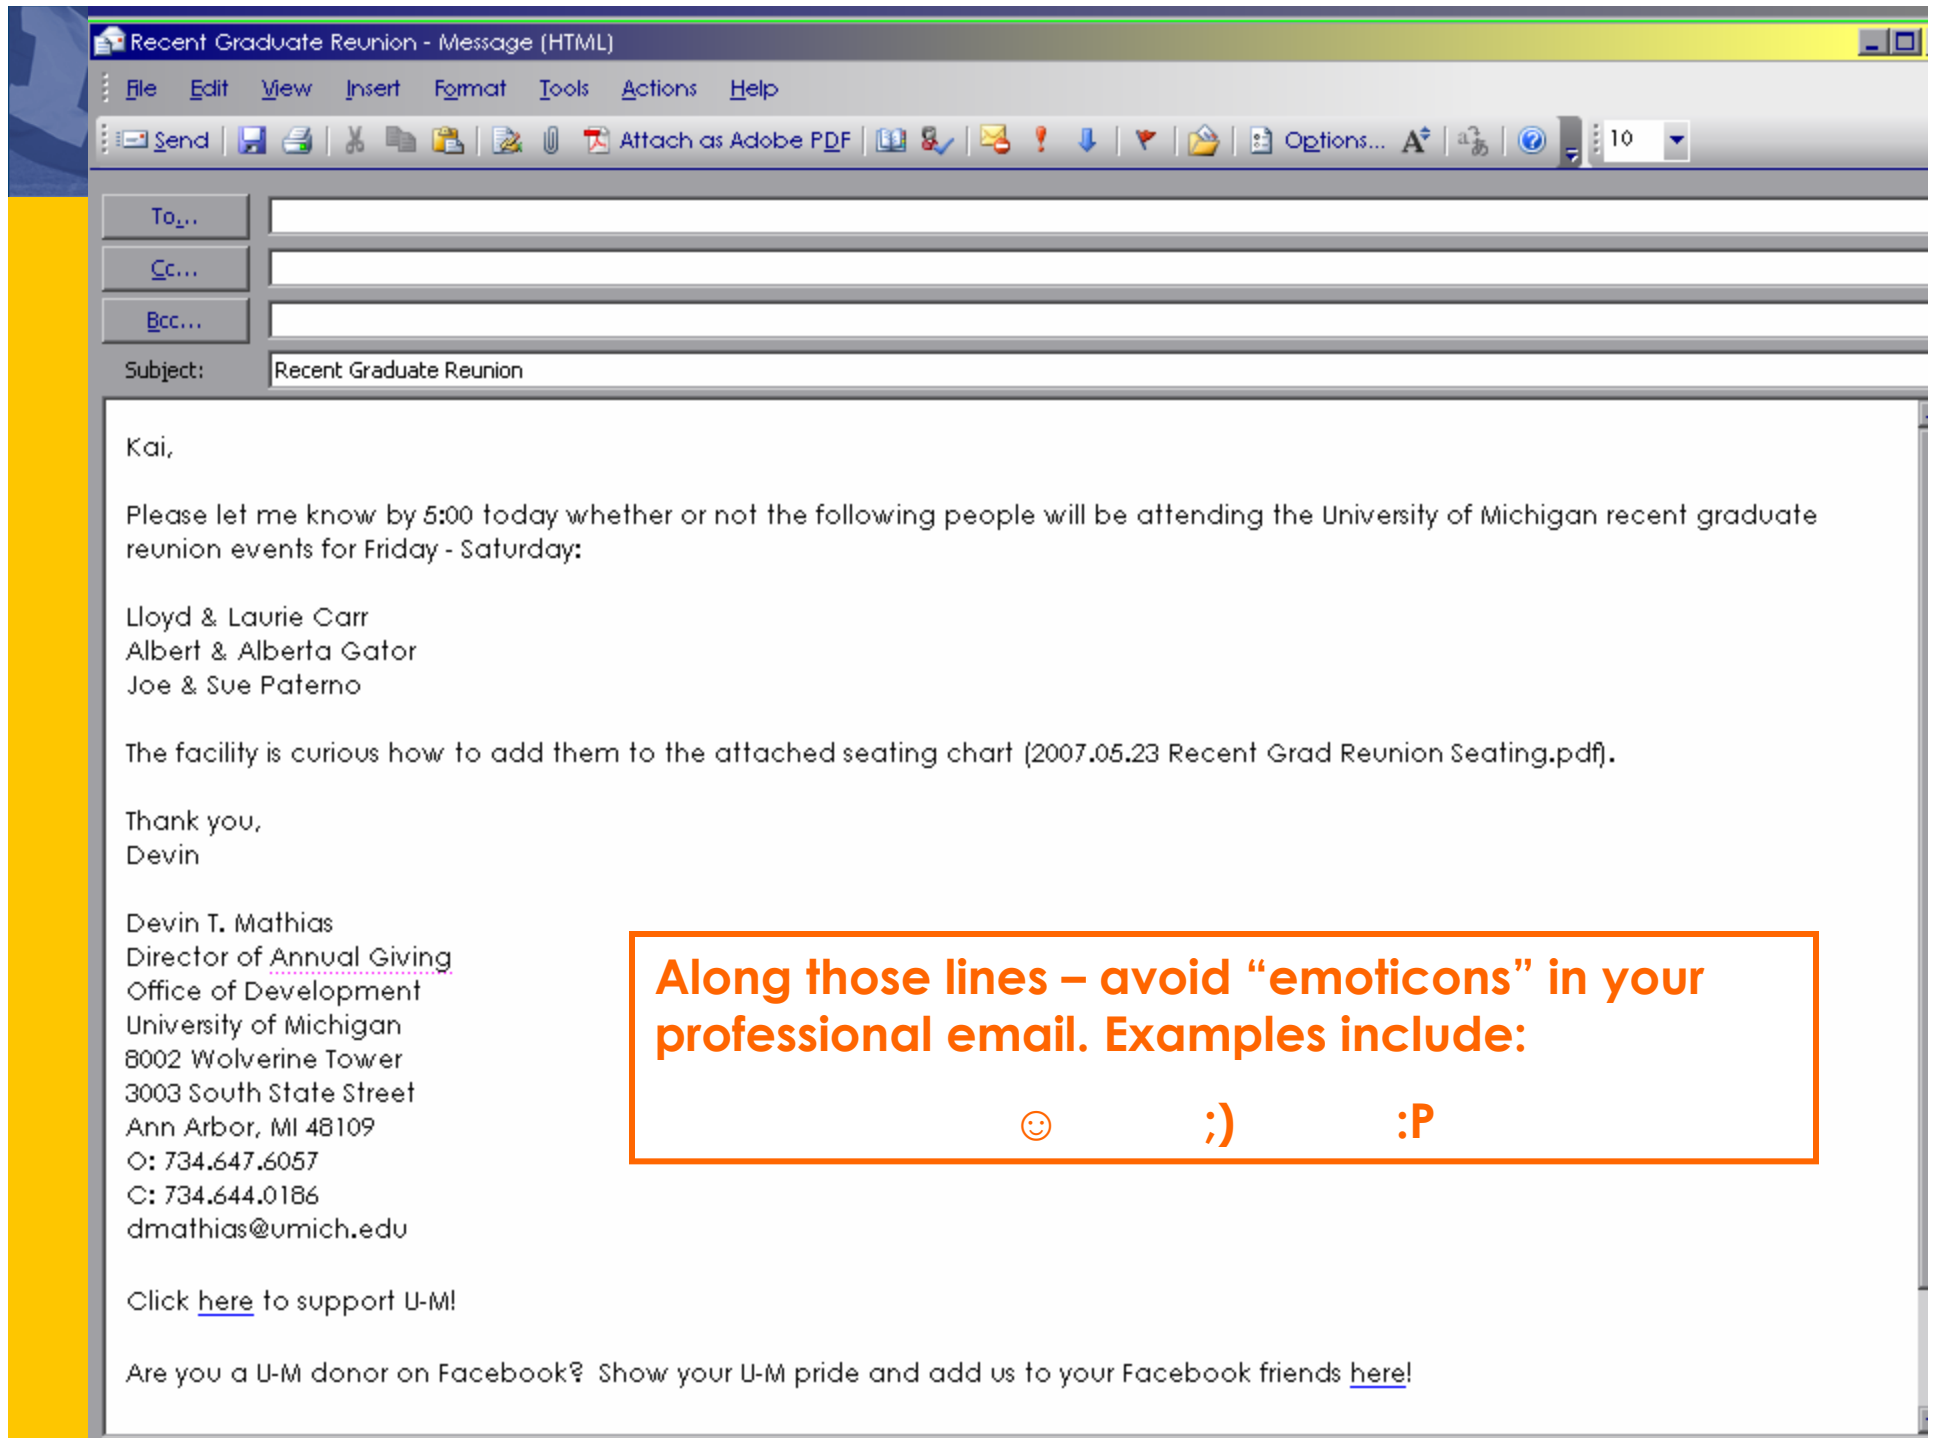 Recent Graduate Reunion - Message (HTML)
File Edit View Insert Format Tools Actions Help
Send Attach as Adobe PDF Options... 10
To...
Cc...
Bcc...
Subject: Recent Graduate Reunion
Kai,
Please let me know by 5:00 today whether or not the following people will be attending the University of Michigan recent graduate
reunion events for Friday - Saturday:
Lloyd & Laurie Carr
Albert & Alberta Gator
Joe & Sue Paterno
The facility is curious how to add them to the attached seating chart (2007.05.23 Recent Grad Reunion Seating.pdf).
Thank you,
Devin
Devin T. Mathias
Director of Annual Giving
Office of Development
University of Michigan
8002 Wolverine Tower
3003 South State Street
Ann Arbor, MI 48109
O: 734.647.6057
C: 734.644.0186
dmathias@umich.edu
Click here to support U-M!
Are you a U-M donor on Facebook? Show your U-M pride and add us to your Facebook friends here!
Along those lines – avoid “emoticons” in your
professional email. Examples include:
☺ ;) :P